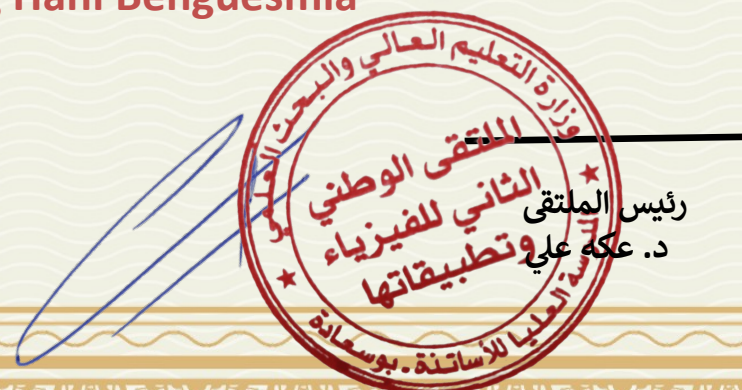 Hani Benguesmia
وزارة التعليم العالي والبحث العلمي
الملتقى الوطني
الثاني للفيزياء
وتطبيقاتها
المدرسة العليا للأساتذة - بوسعادة
رئيس الملتقى
د. عكه علي